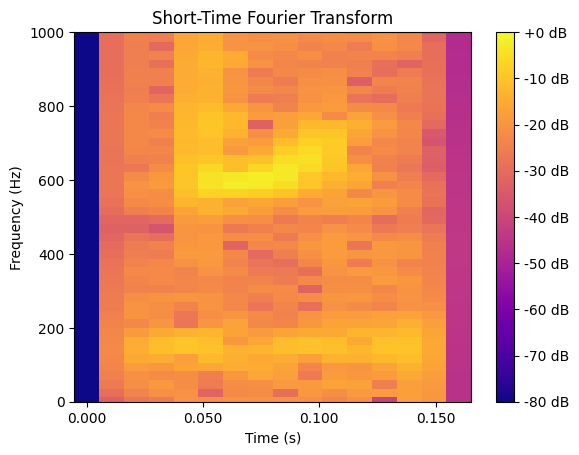 Short-Time Fourier Transform
1000
800
600
400
200
0
Frequency (Hz)
0.000
0.050
0.100
0.150
Time (s)
+0 dB
-10 dB
-20 dB
-30 dB
-40 dB
-50 dB
-60 dB
-70 dB
-80 dB